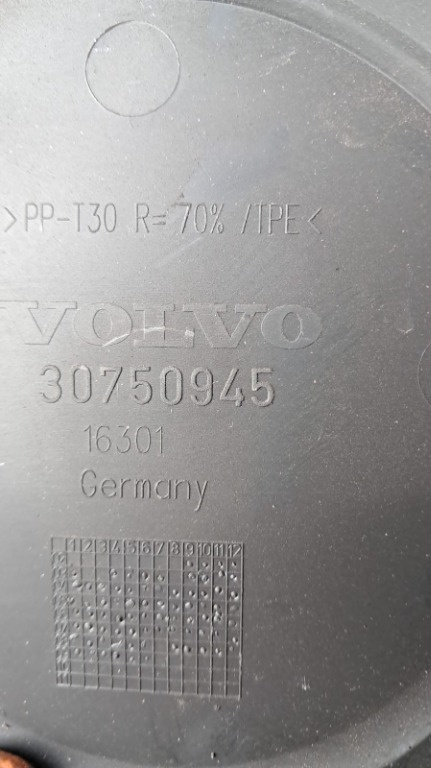 >PP-T30 R=70% /TPE<
VOLVO
30750945
16301
Germany
1 2 3 4 5 6 7 8 9 10 11 12